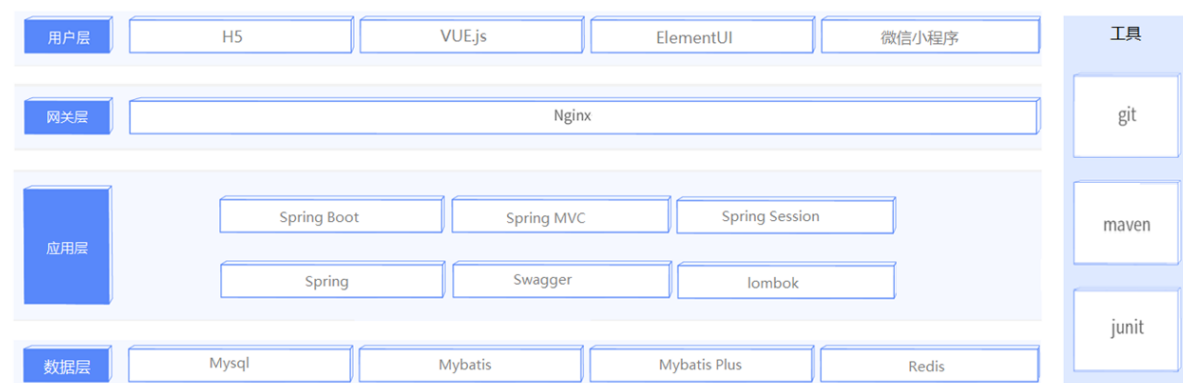 用户层
H5
VUE.js
ElementUI
微信小程序
网关层
Nginx
应用层
Spring Boot
Spring MVC
Spring Session
Spring
Swagger
lombok
数据层
Mysql
Mybatis
Mybatis Plus
Redis
工具
git
maven
junit